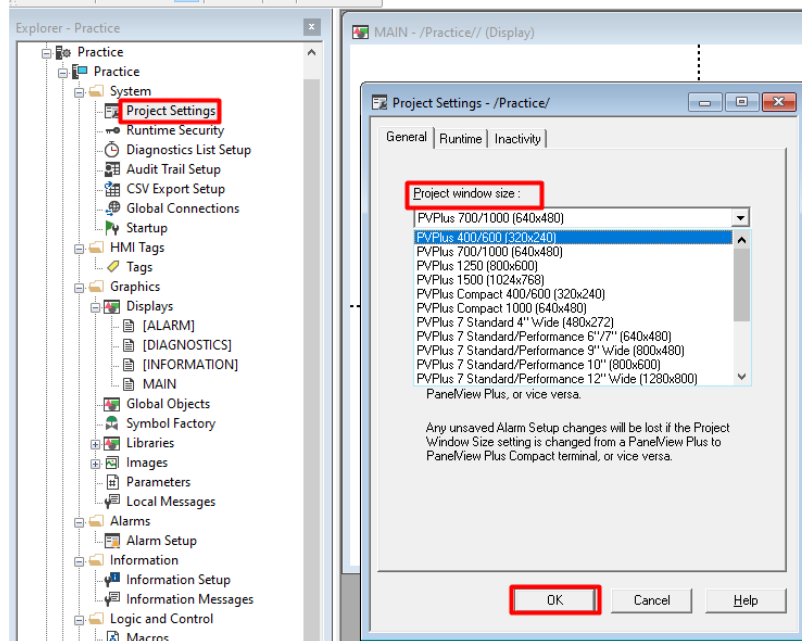 Explorer - Practice
Practice
Practice
System
Project Settings
Runtime Security
Diagnostics List Setup
Audit Trail Setup
CSV Export Setup
Global Connections
Startup
HMI Tags
Tags
Graphics
Displays
[ALARM]
[DIAGNOSTICS]
[INFORMATION]
MAIN
Global Objects
Symbol Factory
Libraries
Images
Parameters
Local Messages
Alarms
Alarm Setup
Information
Information Setup
Information Messages
Logic and Control
Macros
MAIN - /Practice// (Display)
Project Settings - /Practice/
General Runtime Inactivity
Project window size :
PVPlus 700/1000 (640x480)
PVPlus 400/600 (320x240)
PVPlus 700/1000 (640x480)
PVPlus 1250 (800x600)
PVPlus 1500 (1024x768)
PVPlus Compact 400/600 (320x240)
PVPlus Compact 1000 (640x480)
PVPlus 7 Standard 4" Wide (480x272)
PVPlus 7 Standard/Performance 6"/7" (640x480)
PVPlus 7 Standard/Performance 9" Wide (800x480)
PVPlus 7 Standard/Performance 10" (800x600)
PVPlus 7 Standard/Performance 12" Wide (1280x800)
PanelView Plus, or vice versa.
Any unsaved Alarm Setup changes will be lost if the Project
Window Size setting is changed from a PanelView Plus to
PanelView Plus Compact terminal, or vice versa.
OK Cancel Help